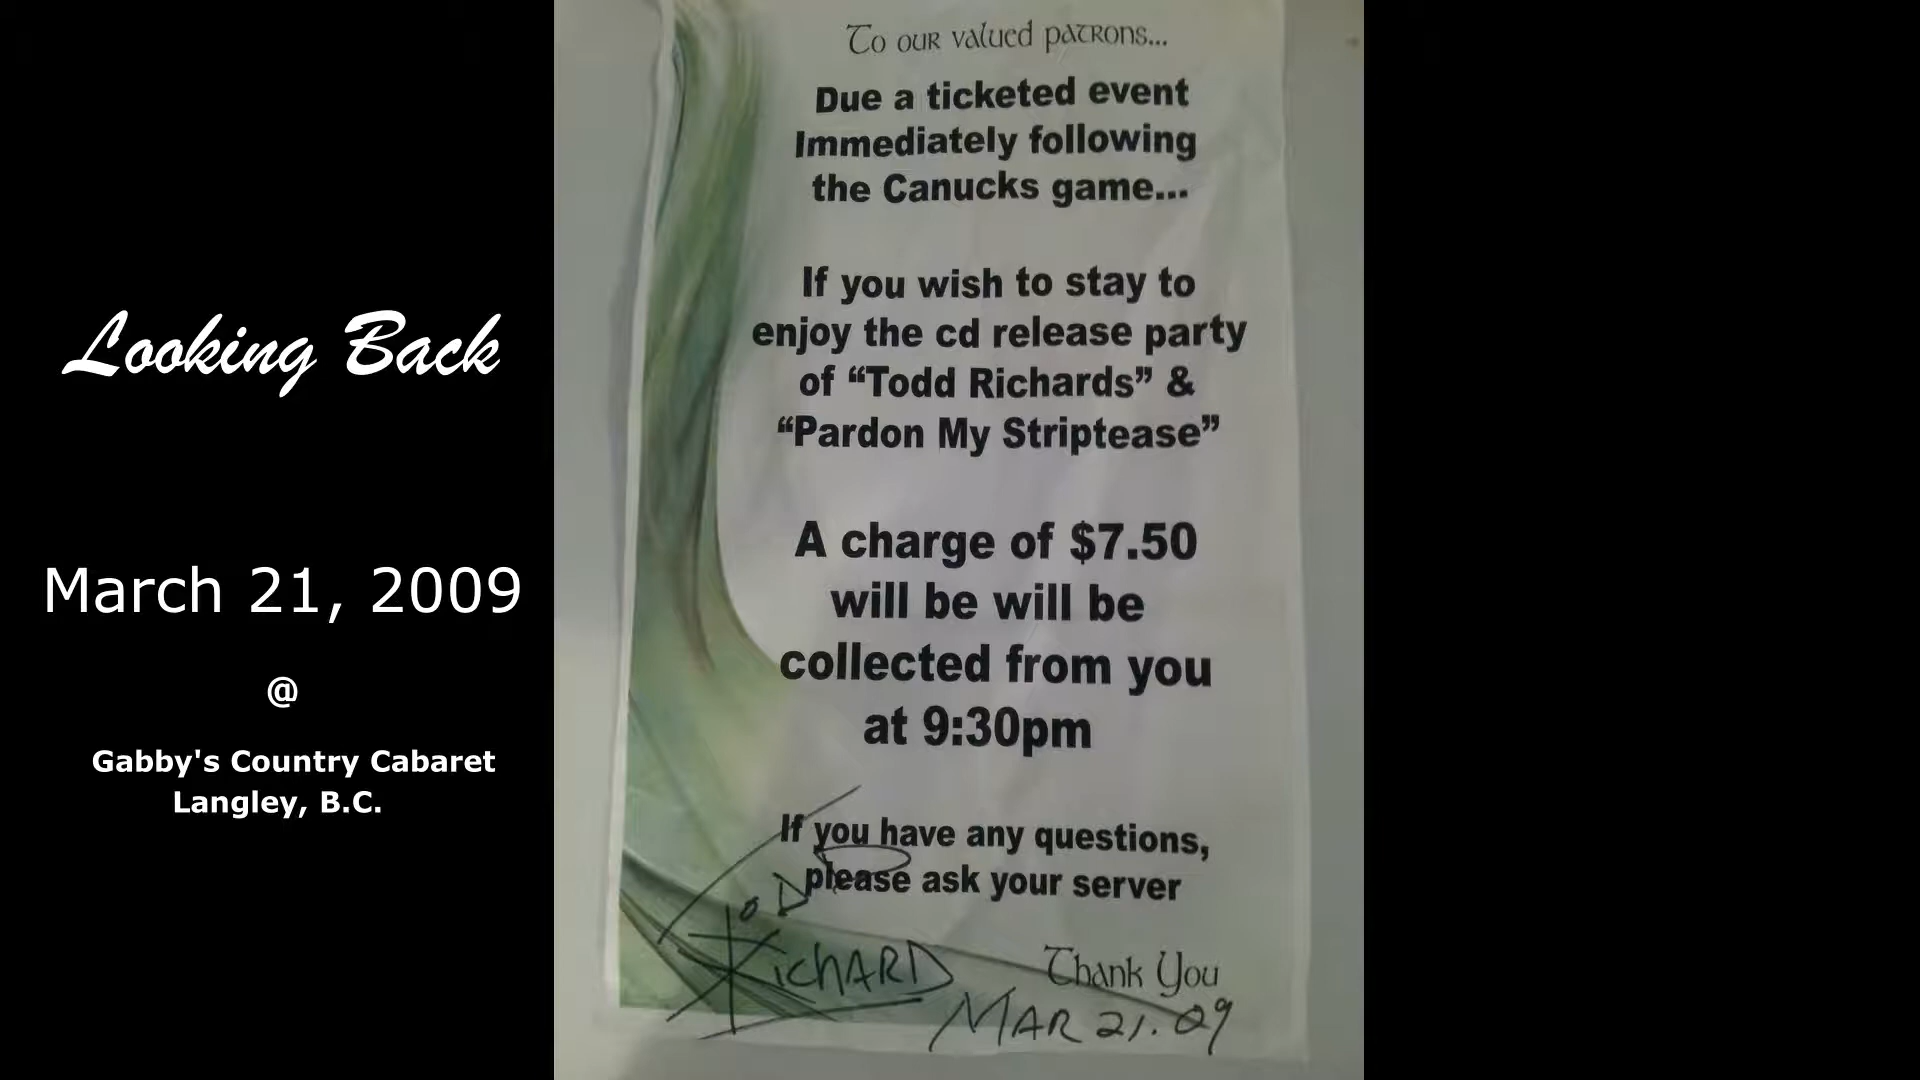 Looking Back
March 21, 2009
@
Gabby's Country Cabaret
Langley, B.C.
To our valued patrons...
Due a ticketed event
Immediately following
the Canucks game...
If you wish to stay to
enjoy the cd release party
of “Todd Richards” &
“Pardon My Striptease”
A charge of $7.50
will be will be
collected from you
at 9:30pm
If you have any questions,
please ask your server
Thank You
RichARD
MAR 21. 09